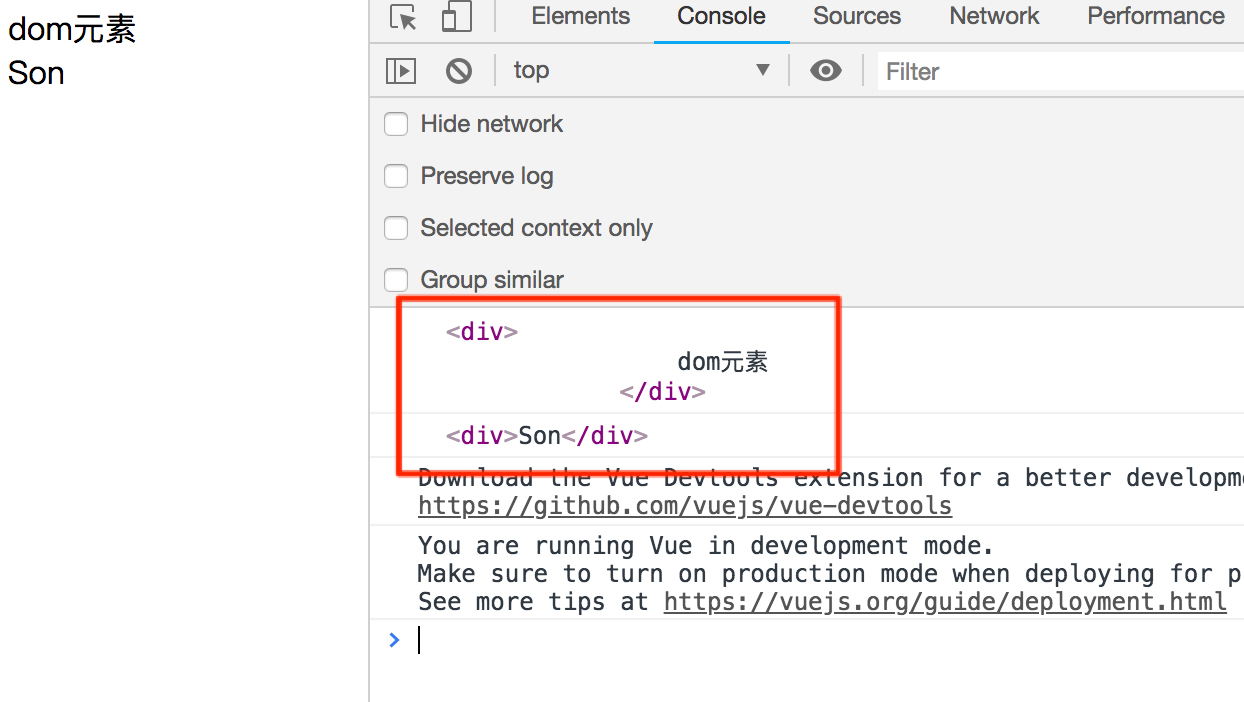 dom元素
Son
Elements Console Sources Network Performance
top Filter
Hide network
Preserve log
Selected context only
Group similar
<div>
dom元素
</div>
<div>Son</div>
Download the Vue Devtools extension for a better developm
https://github.com/vuejs/vue-devtools
You are running Vue in development mode.
Make sure to turn on production mode when deploying for p
See more tips at https://vuejs.org/guide/deployment.html
>